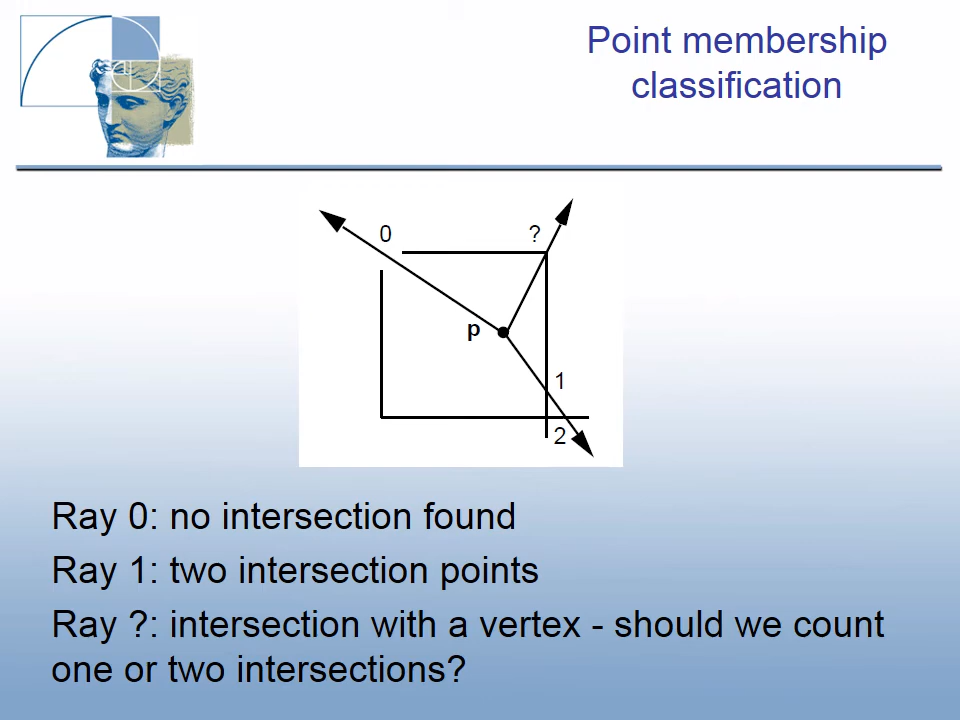 Point membership
classification
0
?
p
1
2
Ray 0: no intersection found
Ray 1: two intersection points
Ray ?: intersection with a vertex - should we count
one or two intersections?